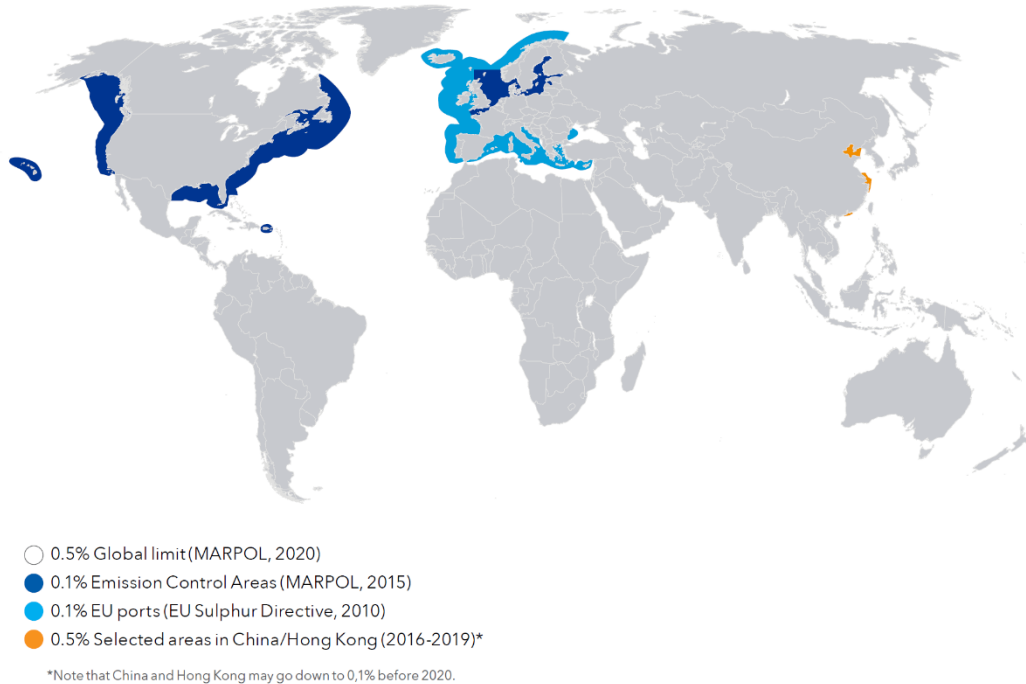 0.5% Global limit (MARPOL, 2020)
0.1% Emission Control Areas (MARPOL, 2015)
0.1% EU ports (EU Sulphur Directive, 2010)
0.5% Selected areas in China/Hong Kong (2016-2019)*
*Note that China and Hong Kong may go down to 0,1% before 2020.